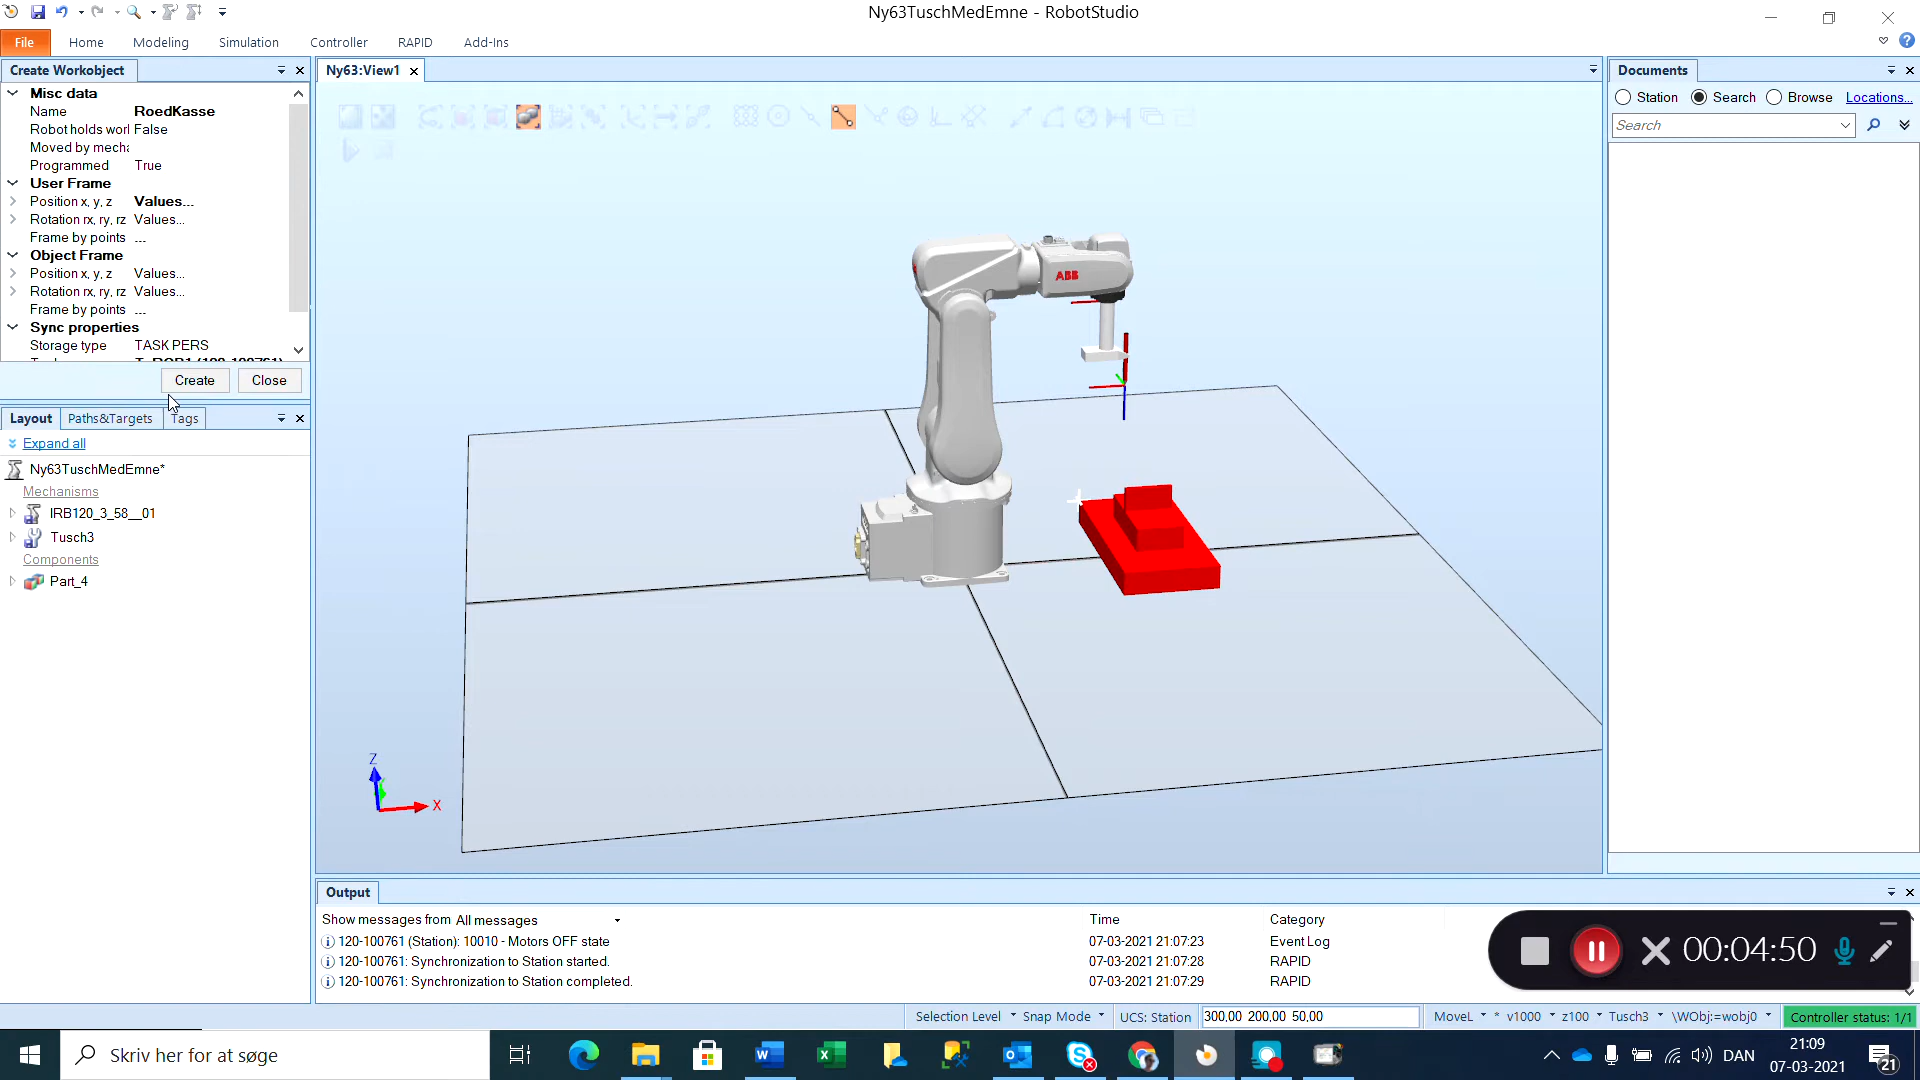 Ny63TuschMedEmne - RobotStudio
File Home Modeling Simulation Controller RAPID Add-Ins
Create Workobject
Misc data
Name RoedKasse
Robot holds worl False
Moved by mecha
Programmed True
User Frame
Position x, y, z Values...
Rotation rx, ry, rz Values...
Frame by points ...
Object Frame
Position x, y, z Values...
Rotation rx, ry, rz Values...
Frame by points ...
Sync properties
Storage type TASK PERS
Create Close
Layout Paths&Targets Tags
Expand all
Ny63TuschMedEmne*
Mechanisms
IRB120_3_58__01
Tusch3
Components
Part_4
Ny63:View1
ABB
Z
X
Documents
Station Search Browse Locations...
Search
Output
Show messages from All messages Time Category
120-100761 (Station): 10010 - Motors OFF state 07-03-2021 21:07:23 Event Log
120-100761: Synchronization to Station started. 07-03-2021 21:07:28 RAPID
120-100761: Synchronization to Station completed. 07-03-2021 21:07:29 RAPID
00:04:50
Selection Level Snap Mode UCS: Station 300,00 200,00 50,00 MoveL * v1000 z100 Tusch3 \WObj:=wobj0 Controller status: 1/1
Skriv her for at søge
DAN
21:09
07-03-2021
21